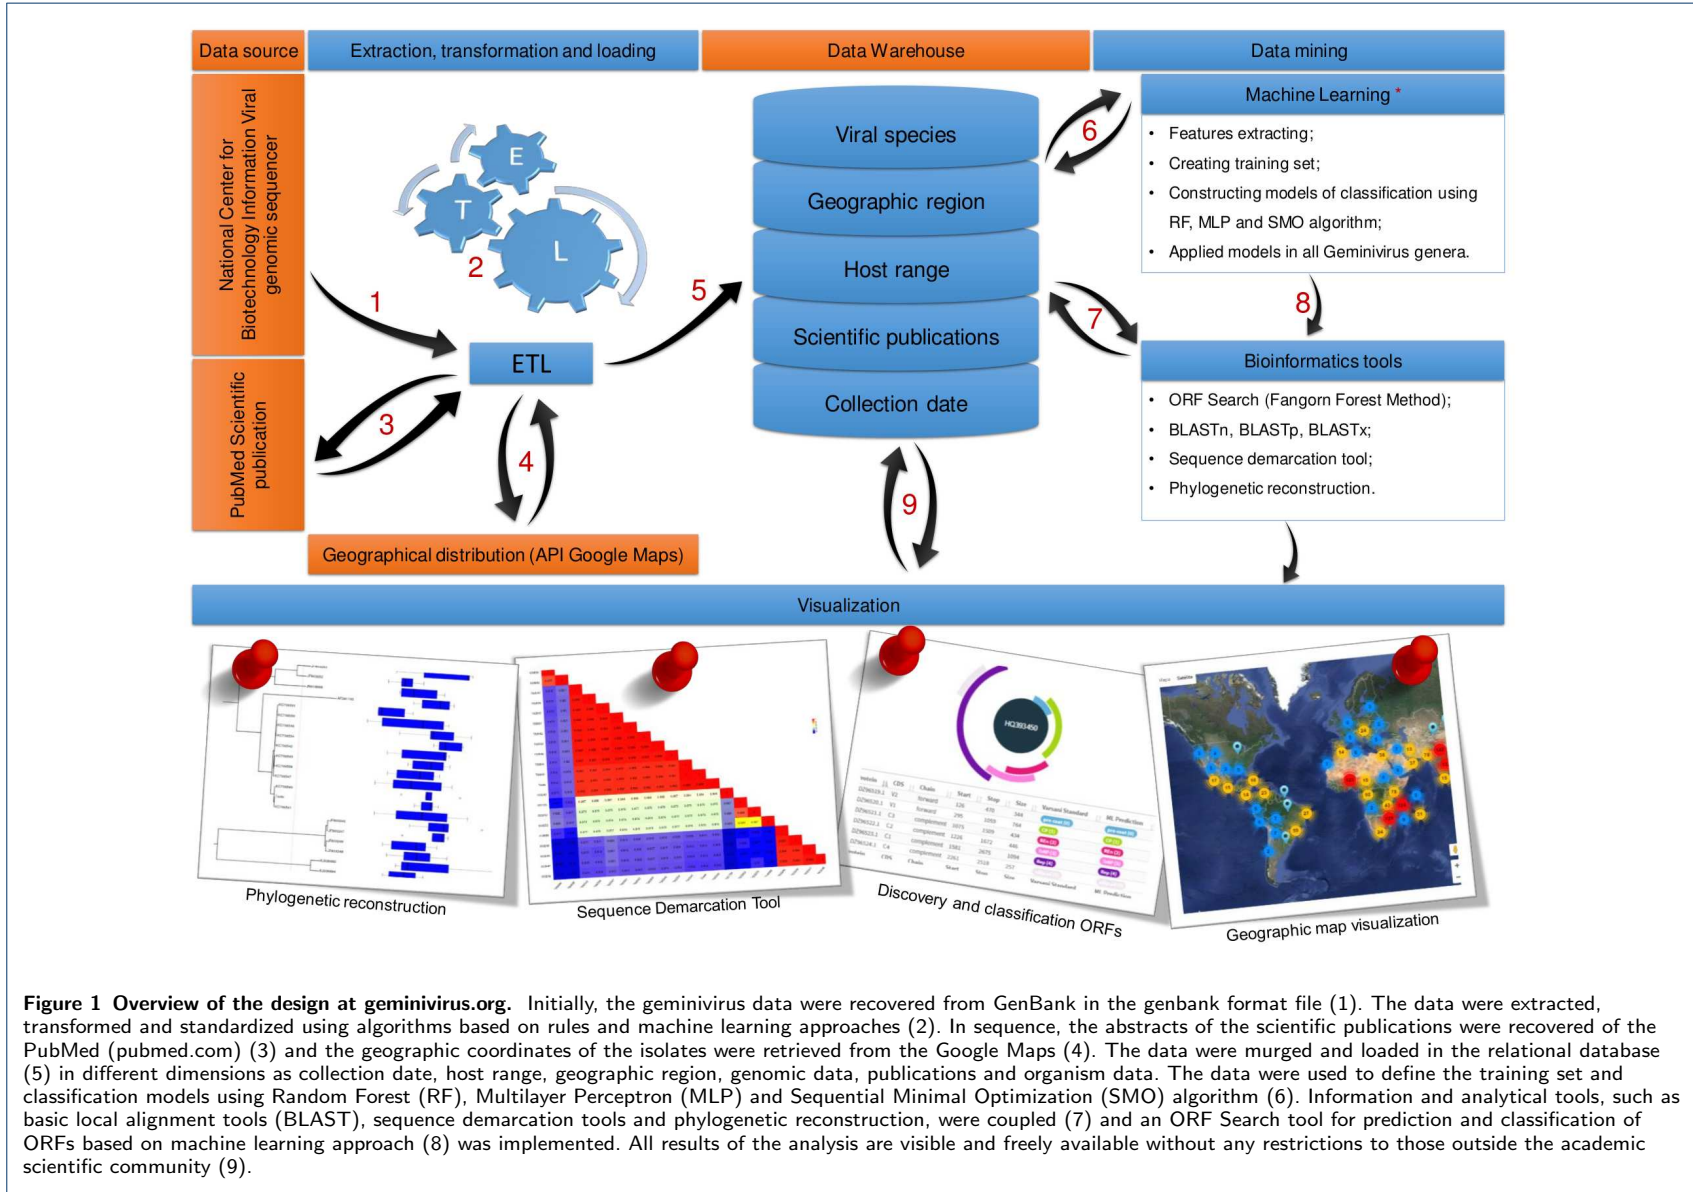 Data source
Extraction, transformation and loading
Data Warehouse
Data mining
National Center for
Biotechnology Information Viral
genomic sequencer
PubMed Scientific
publication
E
T
L
2
1
ETL
3
4
5
Geographical distribution (API Google Maps)
Viral species
Geographic region
Host range
Scientific publications
Collection date
6
7
8
9
Machine Learning *
• Features extracting;
• Creating training set;
• Constructing models of classification using
RF, MLP and SMO algorithm;
• Applied models in all Geminivirus genera.
Bioinformatics tools
• ORF Search (Fangorn Forest Method);
• BLASTn, BLASTp, BLASTx;
• Sequence demarcation tool;
• Phylogenetic reconstruction.
Visualization
HQ393450
CDS Chain Start Stop Size Variant Standard ML Prediction
Phylogenetic reconstruction
Sequence Demarcation Tool
Discovery and classification ORFs
Geographic map visualization
Figure 1 Overview of the design at geminivirus.org. Initially, the geminivirus data were recovered from GenBank in the genbank format file (1). The data were extracted,
transformed and standardized using algorithms based on rules and machine learning approaches (2). In sequence, the abstracts of the scientific publications were recovered of the
PubMed (pubmed.com) (3) and the geographic coordinates of the isolates were retrieved from the Google Maps (4). The data were murged and loaded in the relational database
(5) in different dimensions as collection date, host range, geographic region, genomic data, publications and organism data. The data were used to define the training set and
classification models using Random Forest (RF), Multilayer Perceptron (MLP) and Sequential Minimal Optimization (SMO) algorithm (6). Information and analytical tools, such as
basic local alignment tools (BLAST), sequence demarcation tools and phylogenetic reconstruction, were coupled (7) and an ORF Search tool for prediction and classification of
ORFs based on machine learning approach (8) was implemented. All results of the analysis are visible and freely available without any restrictions to those outside the academic
scientific community (9).